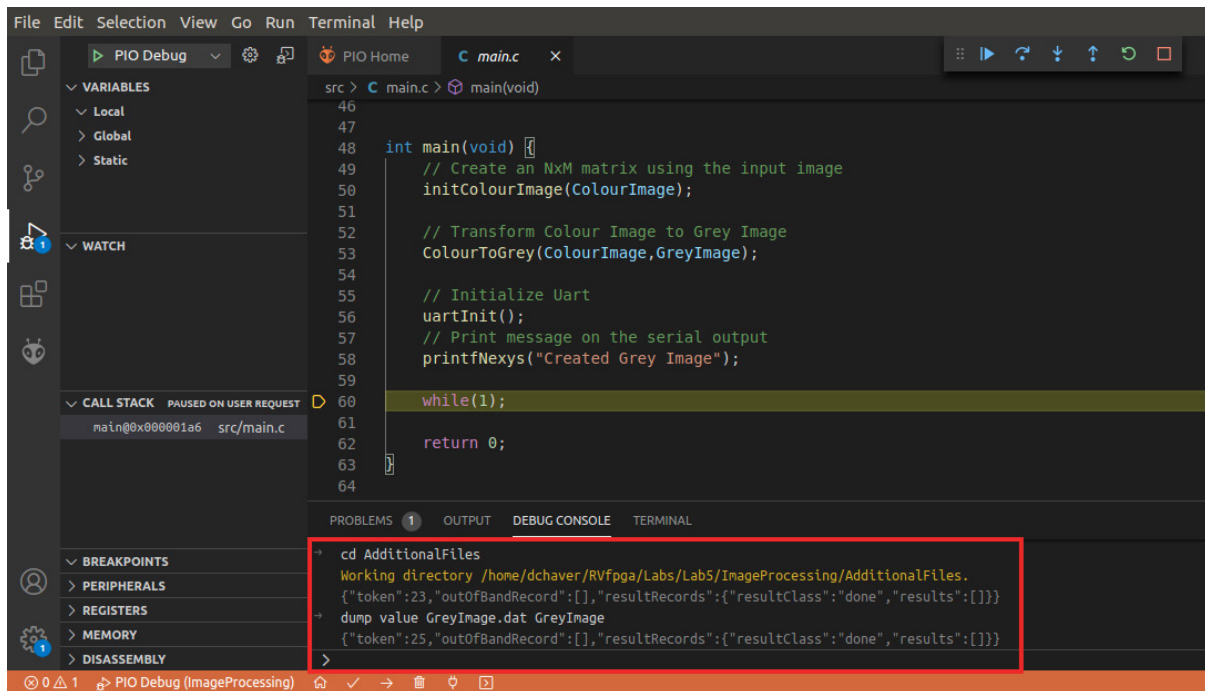 File Edit Selection View Go Run Terminal Help
PIO Debug
PIO Home
C main.c
VARIABLES
Local
Global
Static
WATCH
CALL STACK PAUSED ON USER REQUEST
main@0x000001a6 src/main.c
BREAKPOINTS
PERIPHERALS
REGISTERS
MEMORY
DISASSEMBLY
1
1
src > C main.c > main(void)
46
47
48 int main(void) {
49 // Create an NxM matrix using the input image
50 initColourImage(ColourImage);
51
52 // Transform Colour Image to Grey Image
53 ColourToGrey(ColourImage,GreyImage);
54
55 // Initialize Uart
56 uartInit();
57 // Print message on the serial output
58 printfNexys("Created Grey Image");
59
60 while(1);
61
62 return 0;
63 }
64
PROBLEMS 1 OUTPUT DEBUG CONSOLE TERMINAL
cd AdditionalFiles
Working directory /home/dchaver/RVfpga/Labs/Lab5/ImageProcessing/AdditionalFiles.
{"token":23,"outOfBandRecord":[],"resultRecords":{"resultClass":"done","results":[]}}
dump value GreyImage.dat GreyImage
{"token":25,"outOfBandRecord":[],"resultRecords":{"resultClass":"done","results":[]}}
>
0 1 PIO Debug (ImageProcessing)